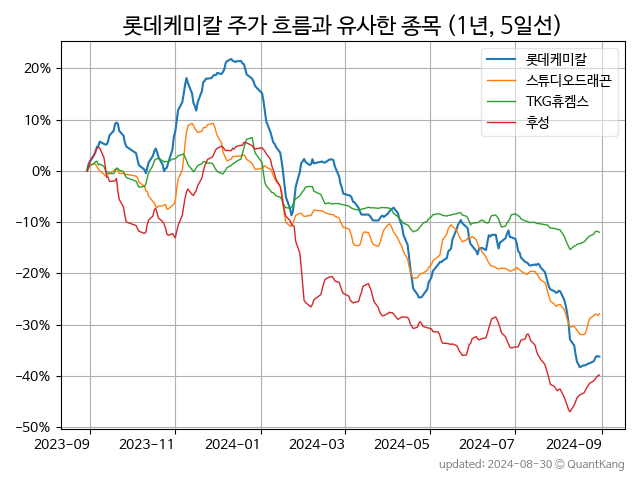 롯데케미칼 주가 흐름과 유사한 종목 (1년, 5일선)
롯데케미칼
스튜디오드래곤
TKG휴켐스
후성
20%
10%
0%
−10%
−20%
−30%
−40%
−50%
2023-09
2023-11
2024-01
2024-03
2024-05
2024-07
2024-09
updated: 2024-08-30 ⓒ QuantKang